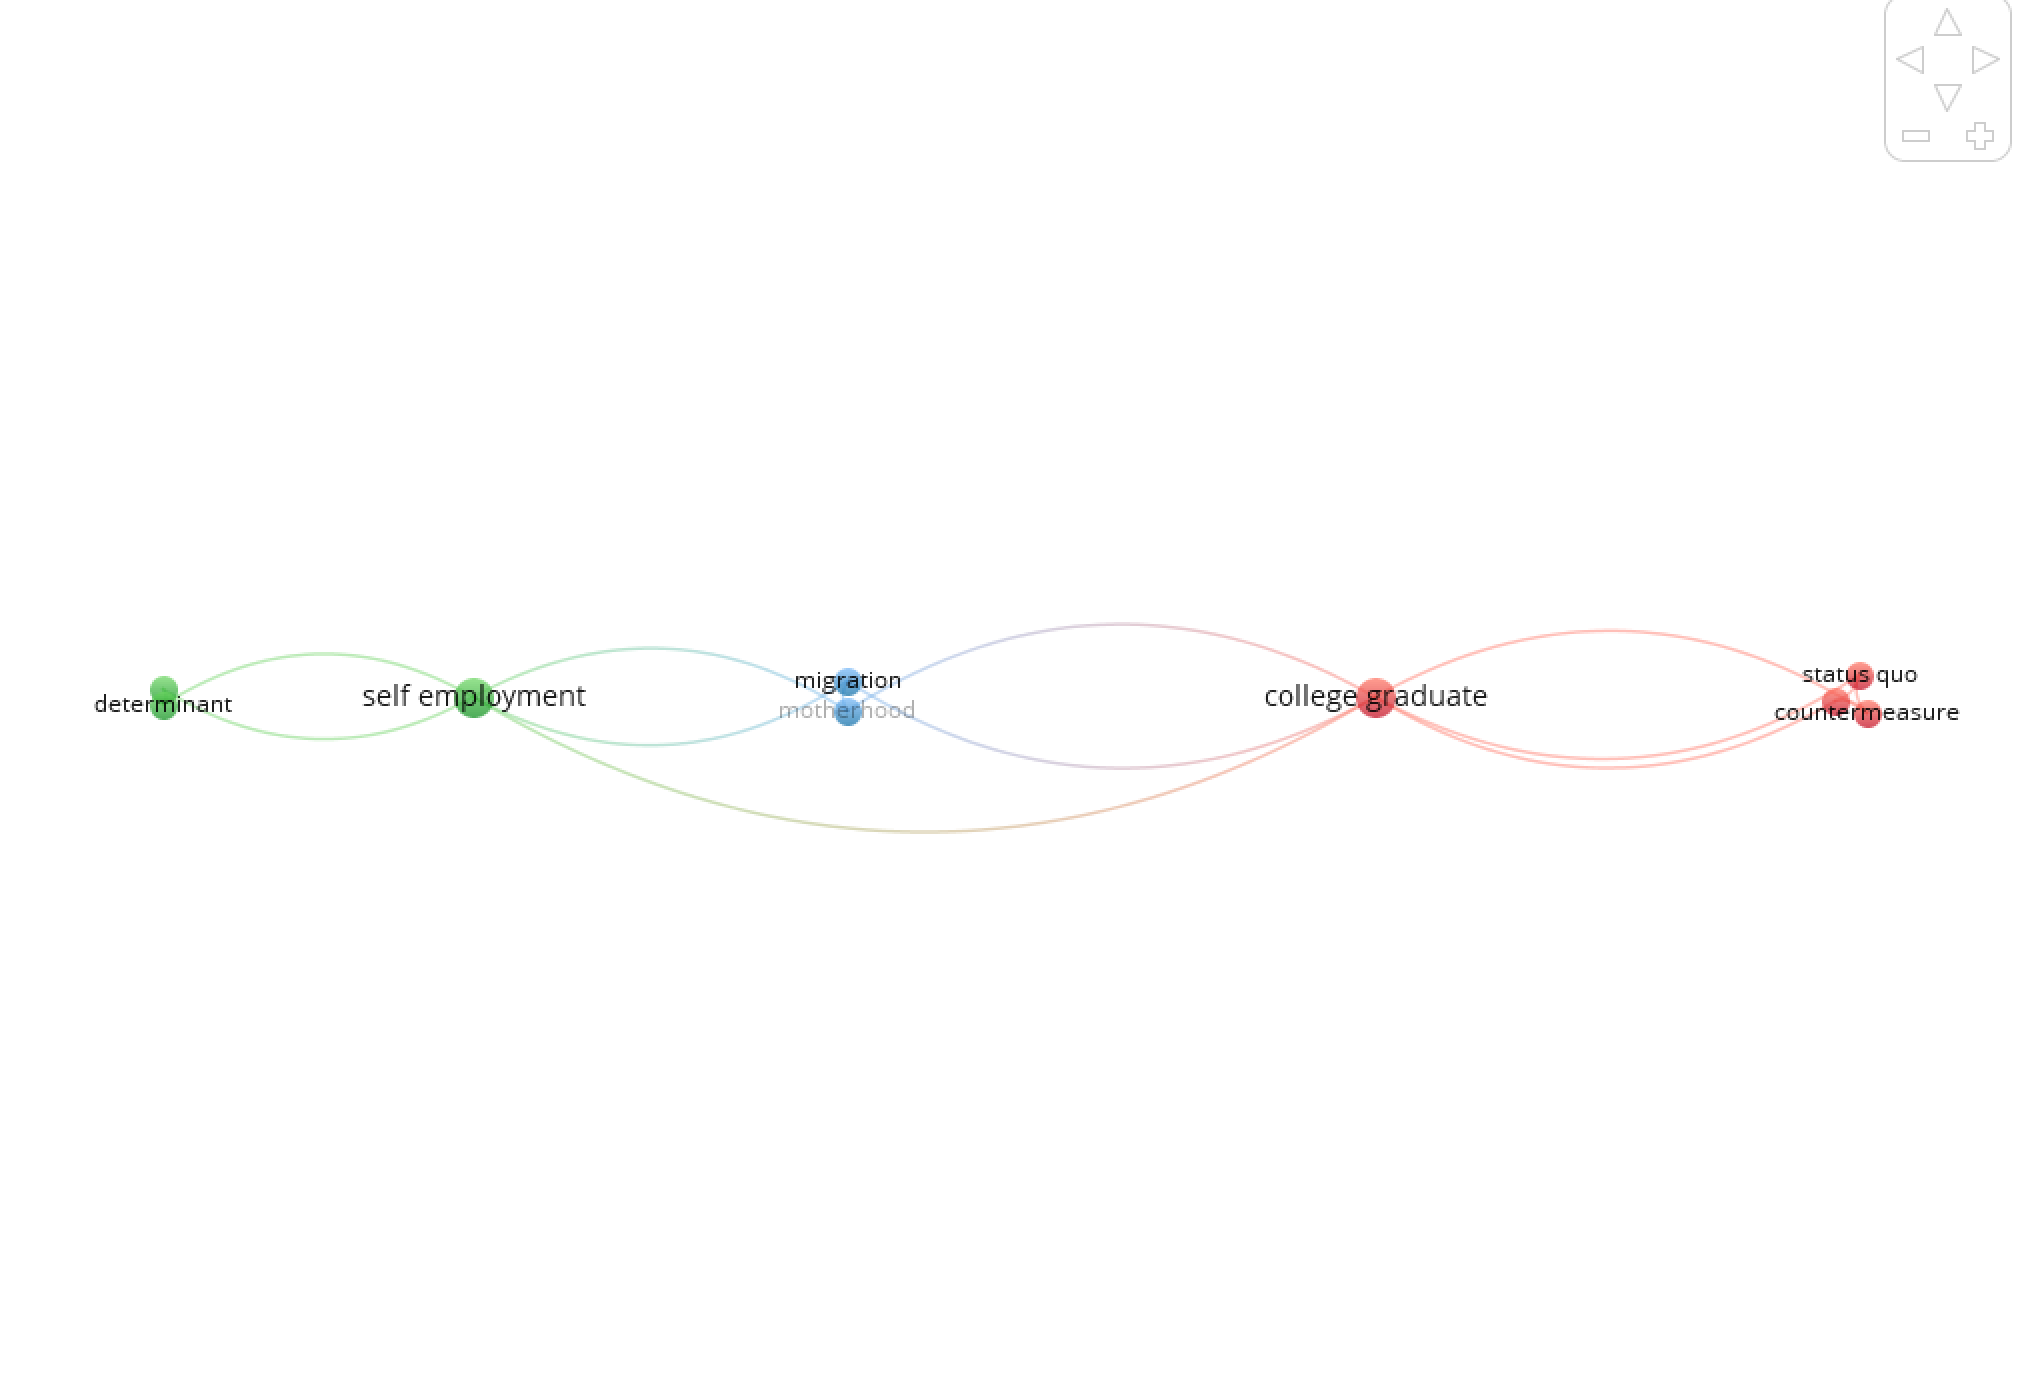 determinant
self employment
migration
motherhood
college graduate
status quo
countermeasure